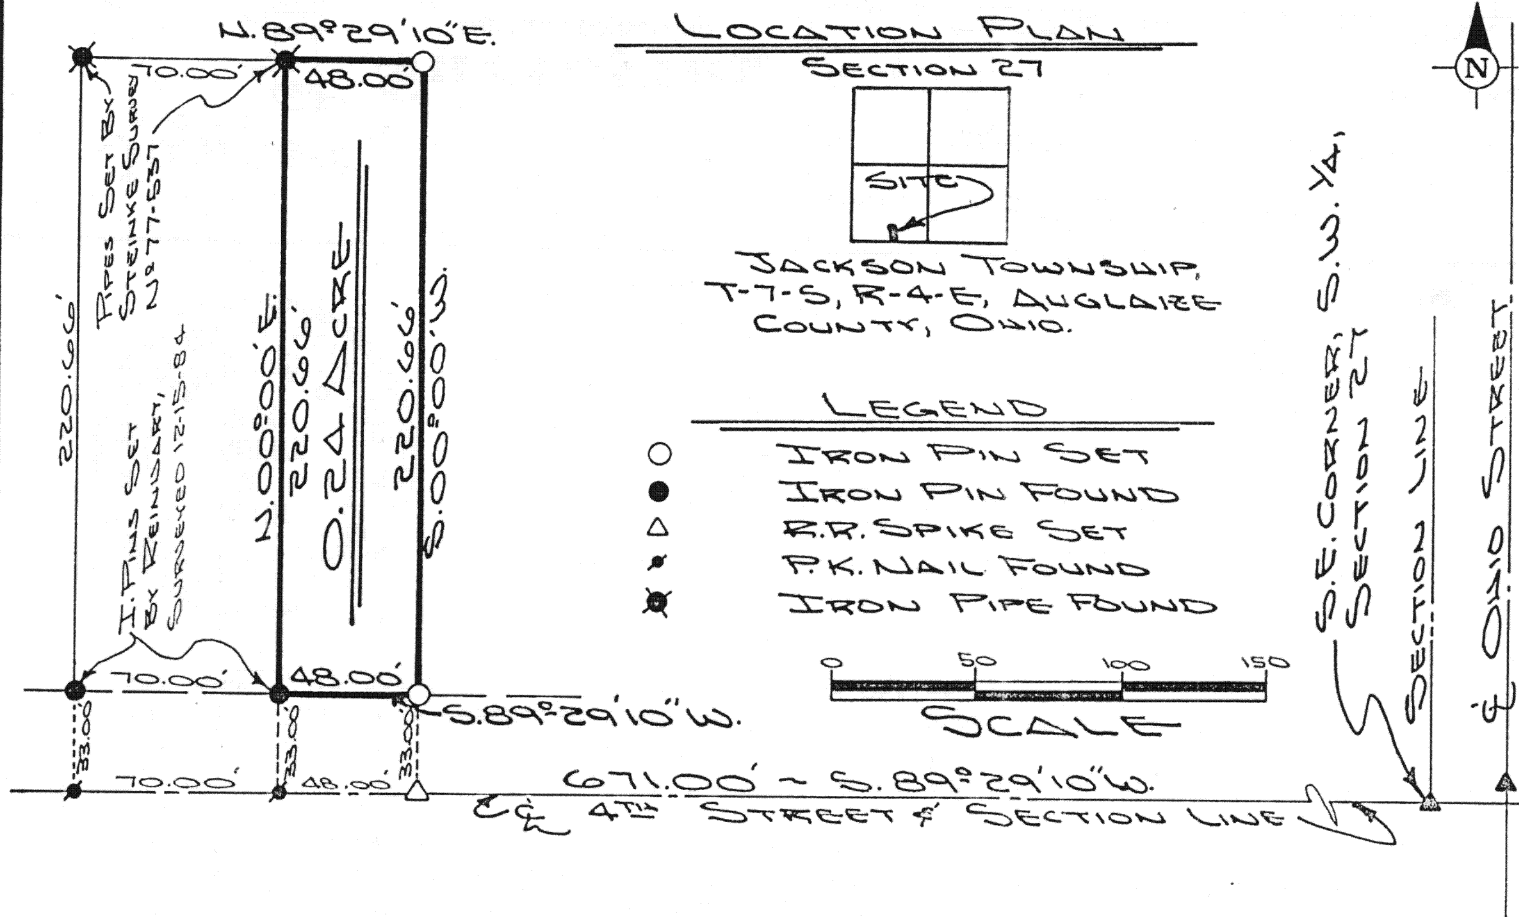 N. 89° 29' 10" E.
70.00'
48.00'
PIPES SET BY
STEINKE SURVEY
Nº 77-537
220.66'
I. PINS SET
BY REINHART,
SURVEYED 12-15-84
N. 00° 00' E.
220.66'
0.24 ACRE
220.66'
S. 00° 00' W.
70.00'
48.00'
S. 89° 29' 10" W.
33.00'
33.00'
33.00'
70.00'
48.00'
671.00' ~ S. 89° 29' 10" W.
℄ 4TH STREET & SECTION LINE
LOCATION PLAN
SECTION 27
SITE
JACKSON TOWNSHIP,
T-7-S, R-4-E, AUGLAIZE
COUNTY, OHIO.
LEGEND
IRON PIN SET
IRON PIN FOUND
R.R. SPIKE SET
P.K. NAIL FOUND
IRON PIPE FOUND
0 50 100 150
SCALE
N
S.E. CORNER, S.W. 1/4,
SECTION 27
SECTION LINE
℄ OHIO STREET